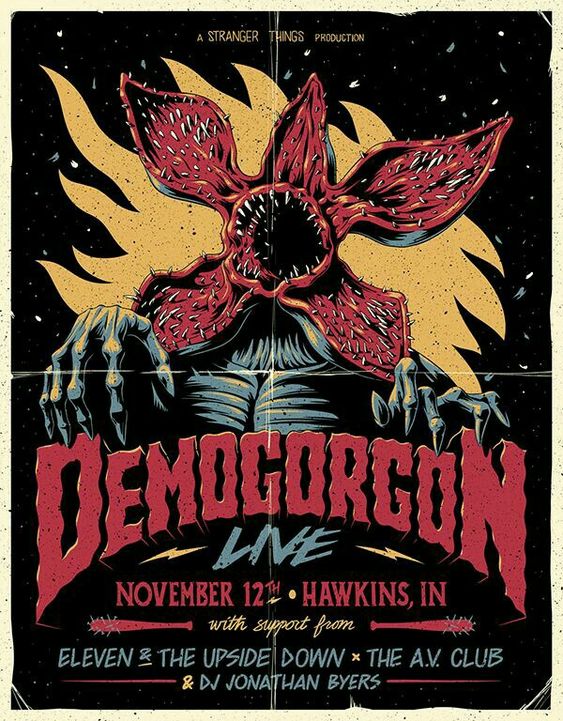 A STRANGER THINGS PRODUCTION
DEMOGORGON
LIVE
NOVEMBER 12TH • HAWKINS, IN
with support from
ELEVEN & THE UPSIDE DOWN × THE A.V. CLUB
& DJ JONATHAN BYERS